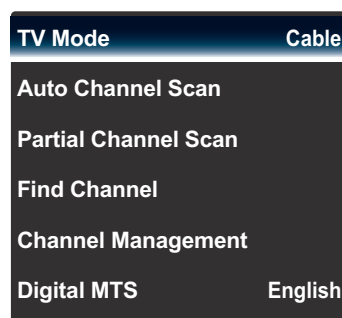 TV Mode Cable
Auto Channel Scan
Partial Channel Scan
Find Channel
Channel Management
Digital MTS English